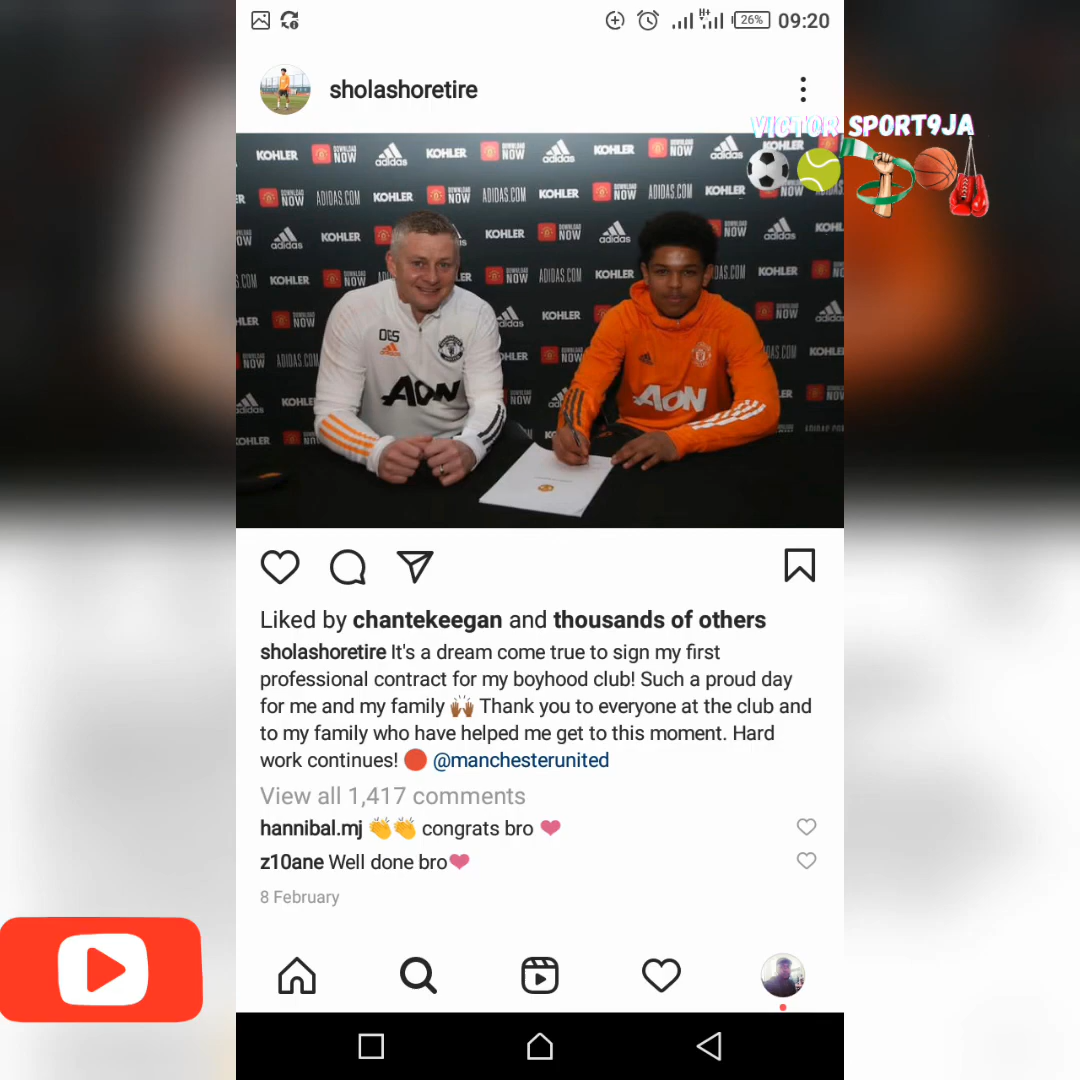 H+
26%
09:20
sholashoretire
VICTOR SPORT9JA
KOHLER
DOWNLOAD NOW
adidas
ADIDAS.COM
OGS
AON
AON
Liked by chantekeegan and thousands of others
sholashoretire It's a dream come true to sign my first
professional contract for my boyhood club! Such a proud day
for me and my family 🙌🏾 Thank you to everyone at the club and
to my family who have helped me get to this moment. Hard
work continues! 🔴 @manchesterunited
View all 1,417 comments
hannibal.mj 👏👏 congrats bro ❤
z10ane Well done bro❤
8 February